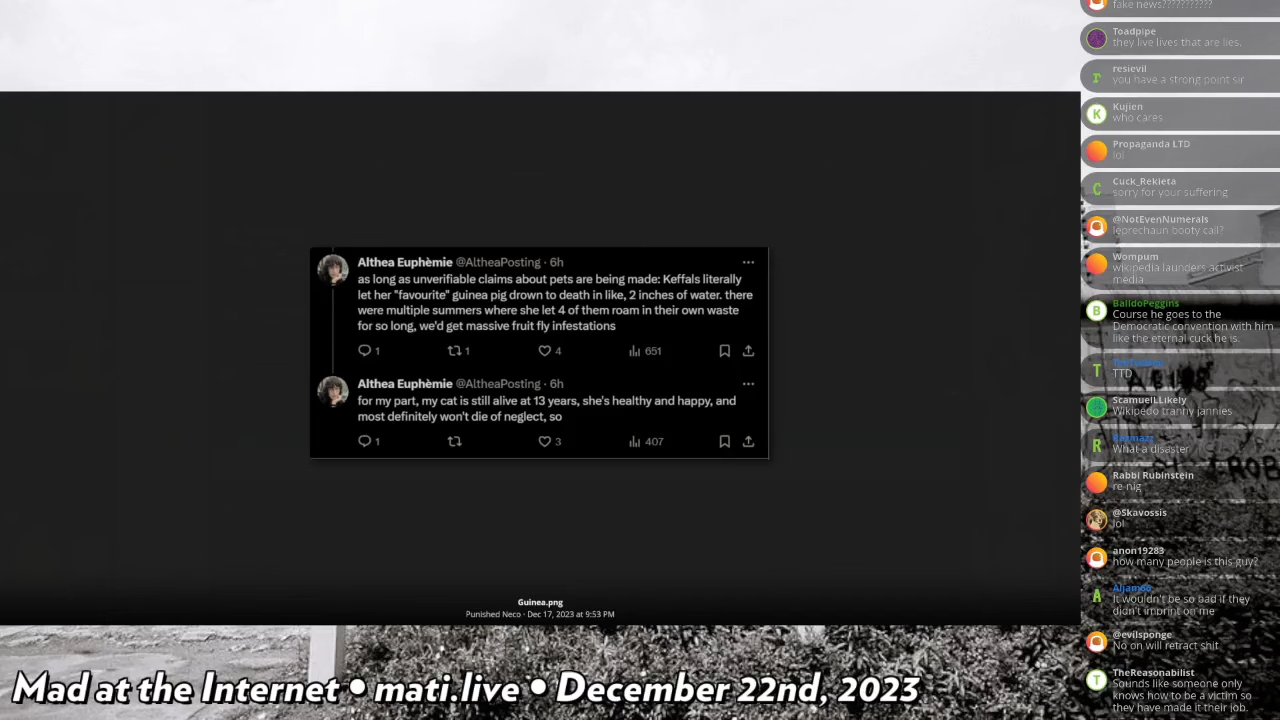 Althea Euphèmie @AltheaPosting · 6h
as long as unverifiable claims about pets are being made: Keffals literally
let her "favourite" guinea pig drown to death in like, 2 inches of water. there
were multiple summers where she let 4 of them roam in their own waste
for so long, we'd get massive fruit fly infestations
1 1 4 651
Althea Euphèmie @AltheaPosting · 6h
for my part, my cat is still alive at 13 years, she's healthy and happy, and
most definitely won't die of neglect, so
1 3 407
Guinea.png
Punished Neco · Dec 17, 2023 at 9:53 PM
Mad at the Internet • mati.live • December 22nd, 2023
fake news???????????
Toadpipe
they live lives that are lies.
r
resievil
you have a strong point sir
K
Kujien
who cares
Propaganda LTD
lol
C
Cuck_Rekieta
sorry for your suffering
@NotEvenNumerals
leprechaun booty call?
Wompum
wikipedia launders activist
media
B
BalldoPeggins
Course he goes to the
Democratic convention with him
like the eternal cuck he is.
T
TTD
ScamuelLLikely
Wikipedo tranny jannies
R
What a disaster
Rabbi Rubinstein
re-nig
@Skavossis
lol
anon19283
how many people is this guy?
A
It wouldn't be so bad if they
didn't imprint on me
@evilsponge
No on will retract shit
T
TheReasonabilist
Sounds like someone only
knows how to be a victim so
they have made it their job.